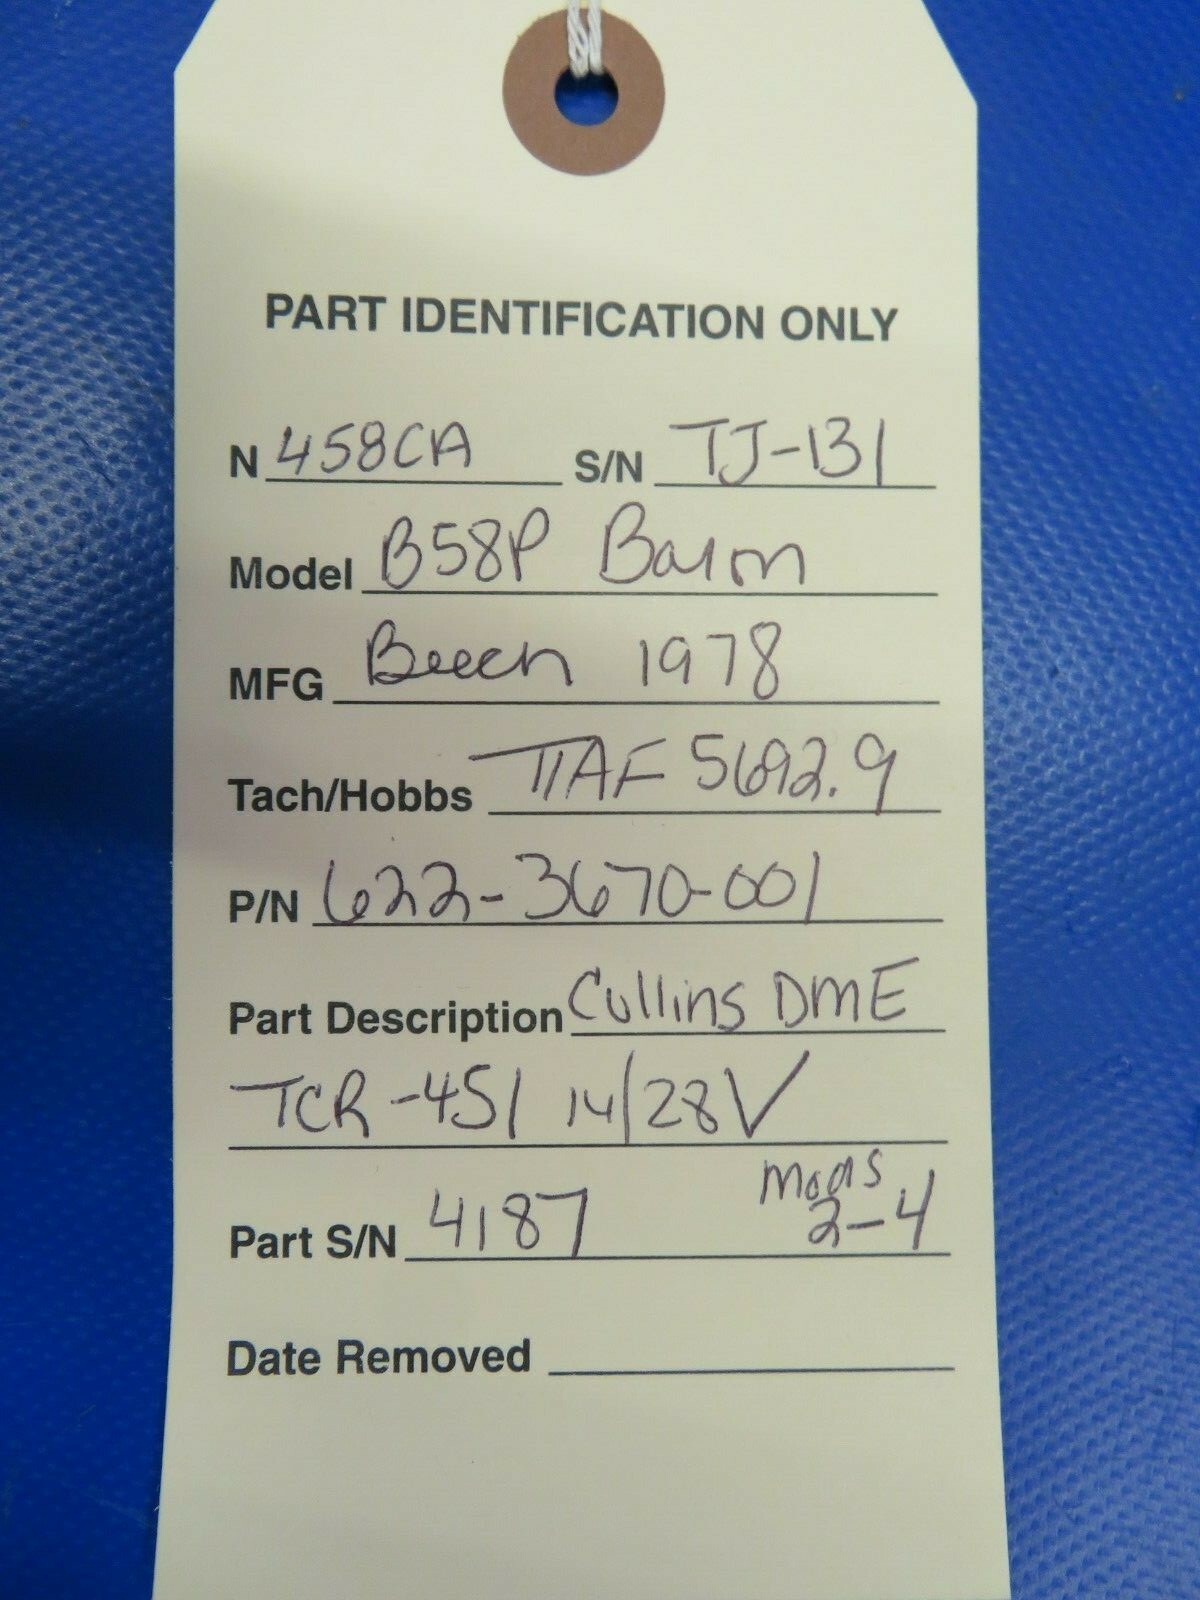 PART IDENTIFICATION ONLY
N 458CA S/N TJ-131
Model B58P Baron
MFG Beech 1978
Tach/Hobbs TTAF 5692.9
P/N 622-3670-001
Part Description Collins DME
TCR-451 14/28V
Part S/N 4187 Mods 2-4
Date Removed